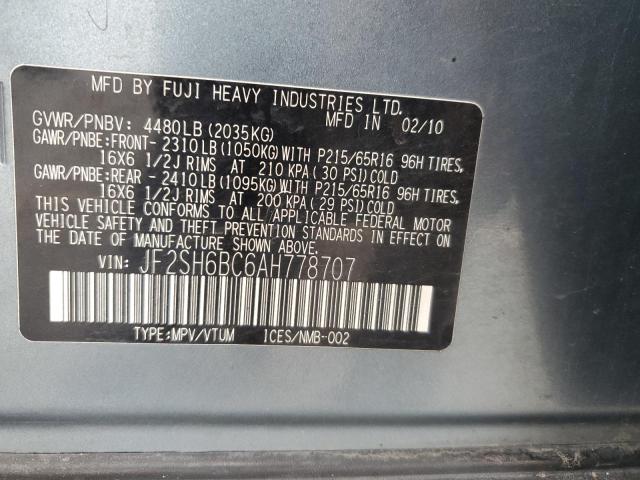 MFD BY FUJI HEAVY INDUSTRIES LTD.
MFD IN 02/10
GVWR/PNBV: 4480LB(2035KG)
GAWR/PNBE:FRONT- 2310LB(1050KG)WITH P215/65R16 96H TIRES,
16X6 1/2J RIMS AT 210 KPA( 30 PSI)COLD
GAWR/PNBE:REAR - 2410LB(1095KG)WITH P215/65R16 96H TIRES,
16X6 1/2J RIMS AT 200 KPA( 29 PSI)COLD
THIS VEHICLE CONFORMS TO ALL APPLICABLE FEDERAL MOTOR
VEHICLE SAFETY AND THEFT PREVENTION STANDARDS IN EFFECT
ON THE DATE OF MANUFACTURE SHOWN ABOVE.
VIN: JF2SH6BC6AH778707
TYPE:MPV/VTUM ICES/NMB-002